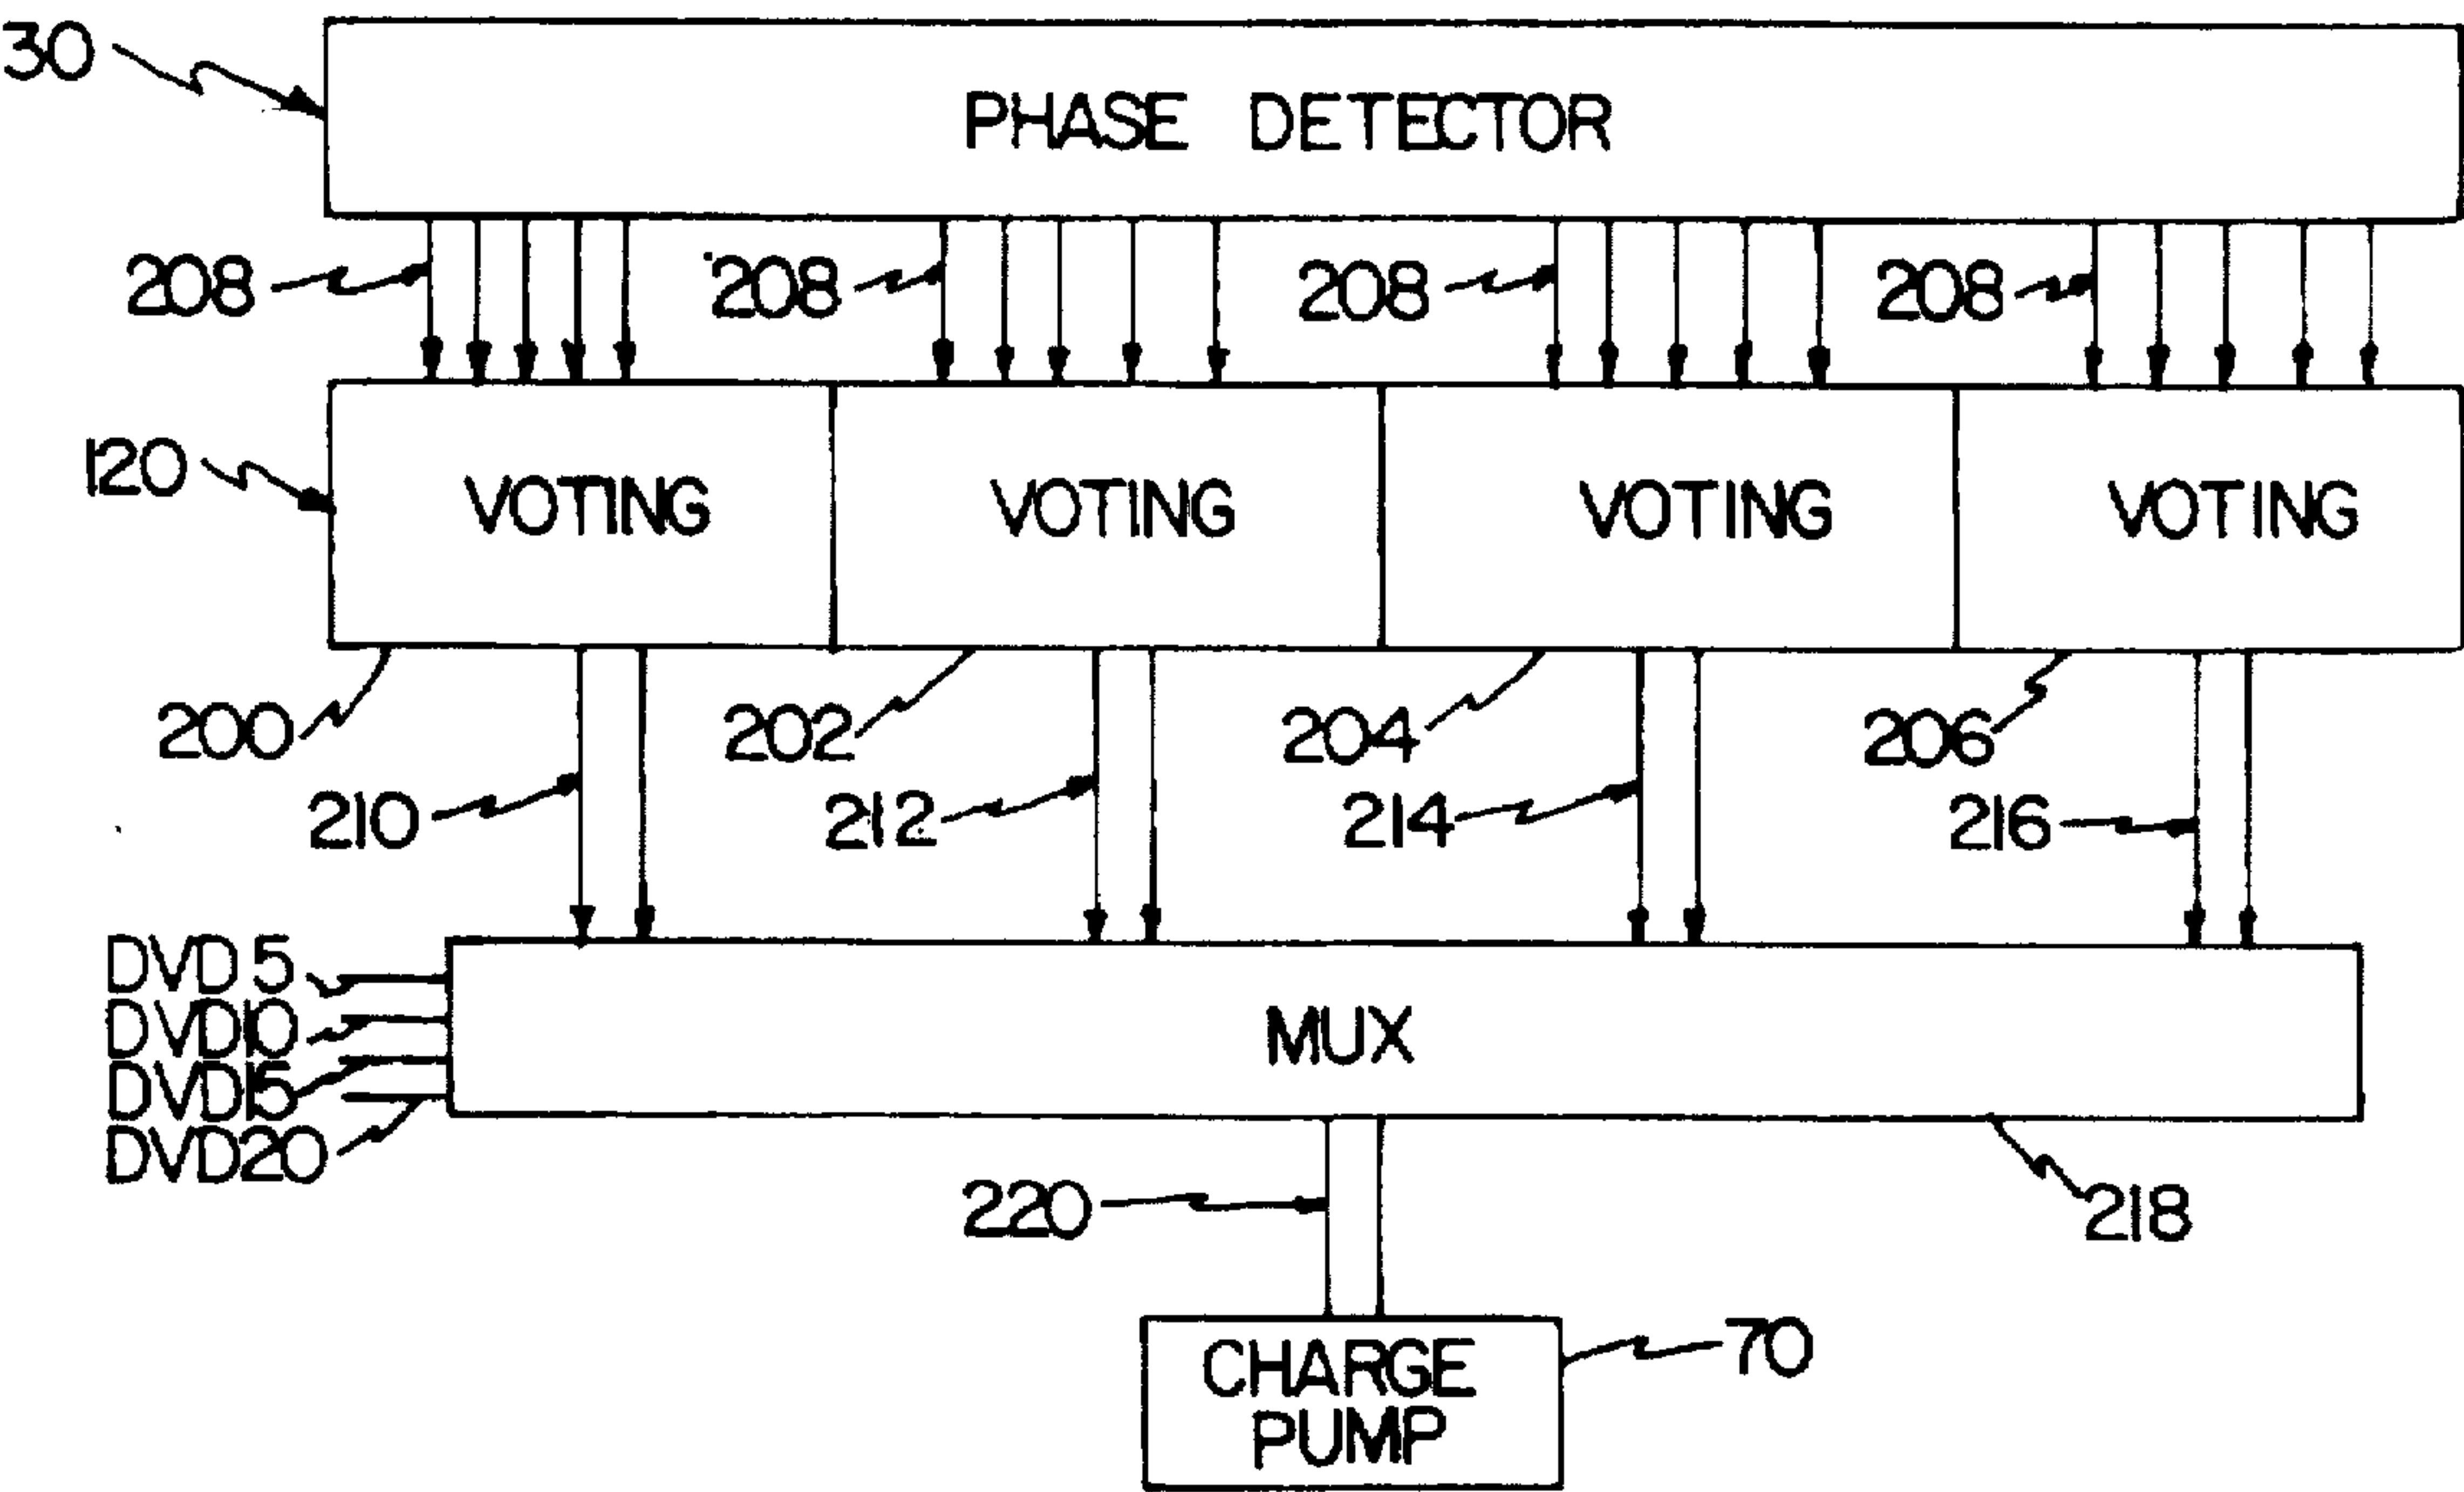 30
PHASE DETECTOR
208 208 208 208
120
VOTING VOTING VOTING VOTING
200 202 204 206
210 212 214 216
DVD 5
DVD10
MUX
DVD15
DVD20
220
218
CHARGE
PUMP
70